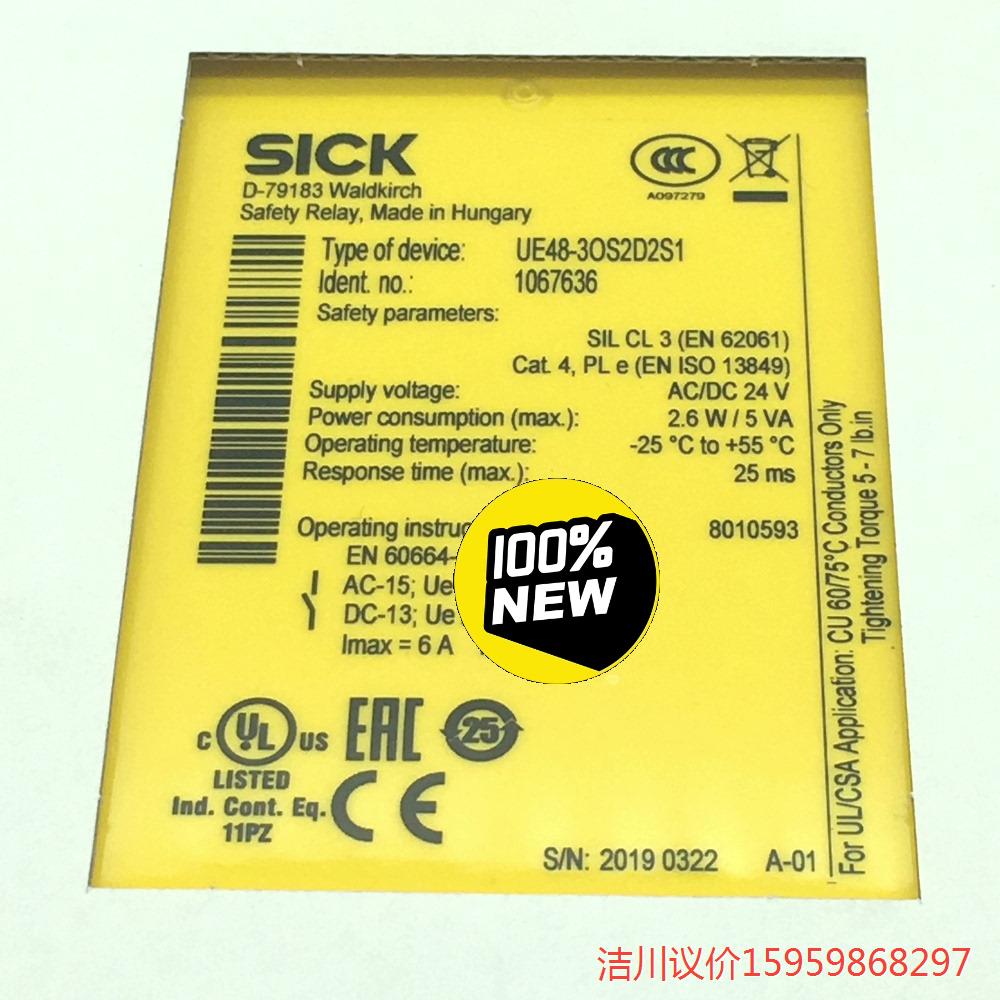 SICK
D-79183 Waldkirch
Safety Relay, Made in Hungary
CCC
A097279
Type of device: UE48-3OS2D2S1
Ident. no.: 1067636
Safety parameters:
SIL CL 3 (EN 62061)
Cat. 4, PL e (EN ISO 13849)
Supply voltage: AC/DC 24 V
Power consumption (max.): 2.6 W / 5 VA
Operating temperature: -25 °C to +55 °C
Response time (max.): 25 ms
Operating 8010593
EN
AC-15; Ue
DC-13; Ue
Imax = 6 A
100%
NEW
C UL US
LISTED
Ind. Cont. Eq.
11PZ
EAC
25
CE
S/N: 2019 0322 A-01
For UL/CSA Application: CU 60/75°C Conductors Only
Tightening Torque 5 - 7 lb.in
洁川议价15959868297